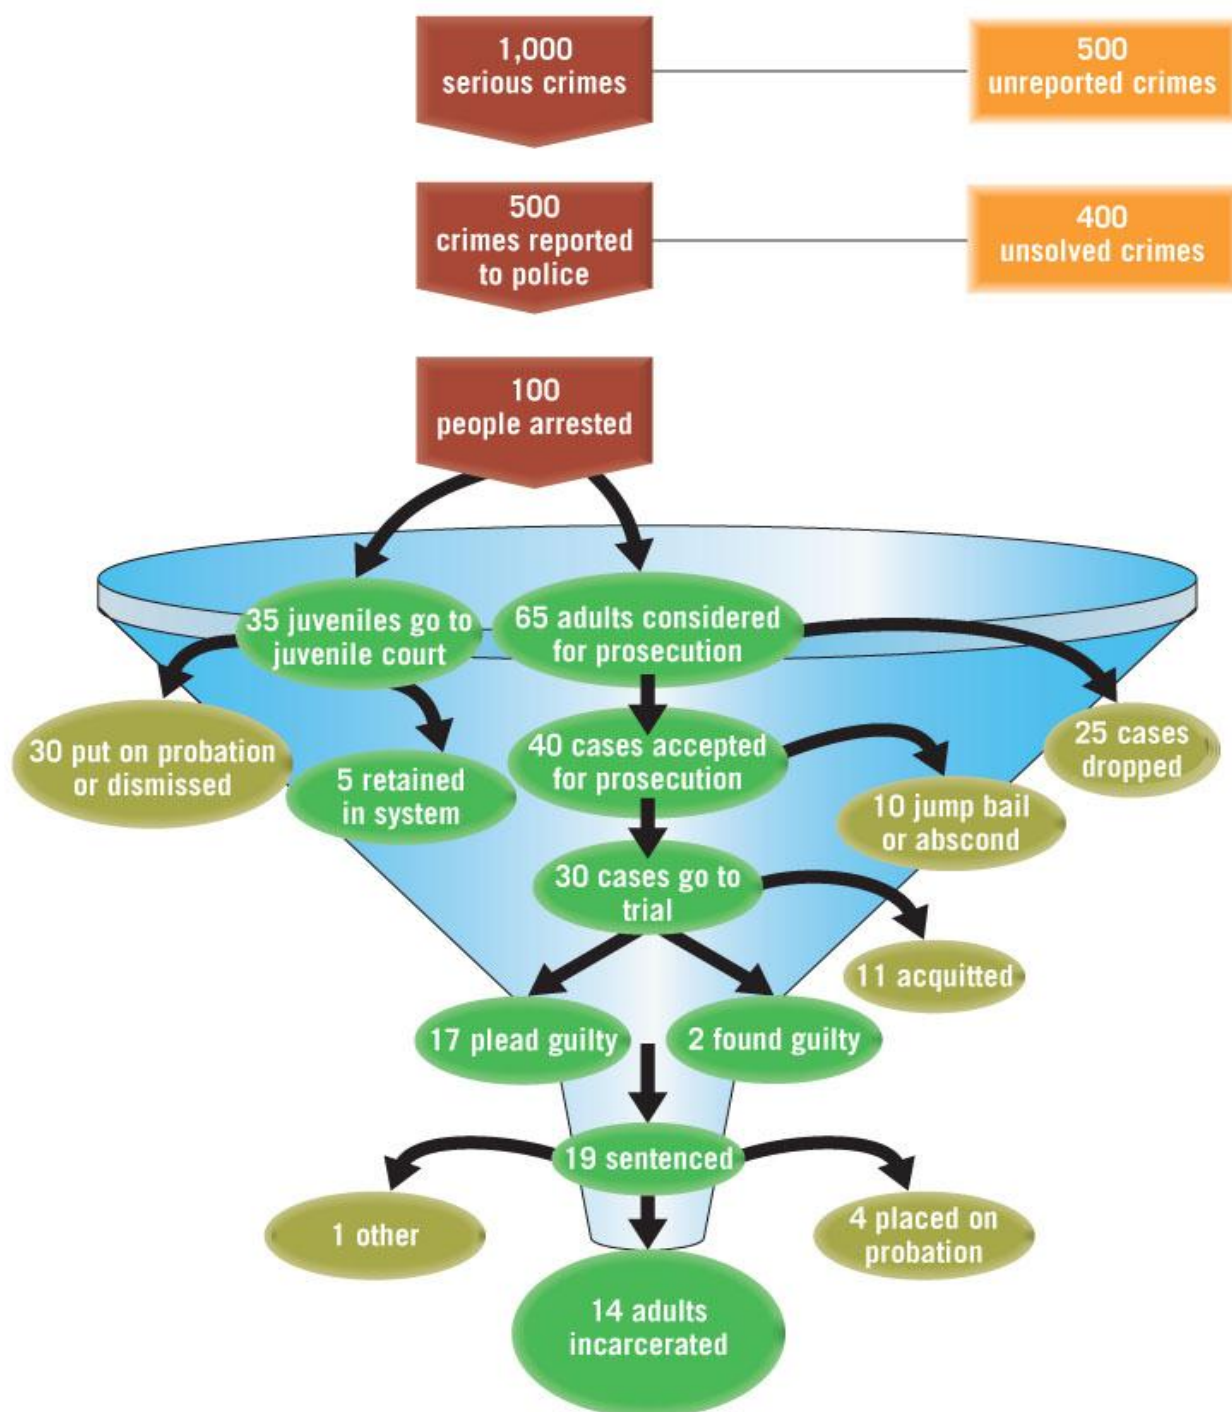 1,000
serious crimes
500
unreported crimes
500
crimes reported
to police
400
unsolved crimes
100
people arrested
35 juveniles go to
juvenile court
65 adults considered
for prosecution
30 put on probation
or dismissed
5 retained
in system
40 cases accepted
for prosecution
25 cases
dropped
10 jump bail
or abscond
30 cases go to
trial
11 acquitted
17 plead guilty
2 found guilty
19 sentenced
1 other
4 placed on
probation
14 adults
incarcerated